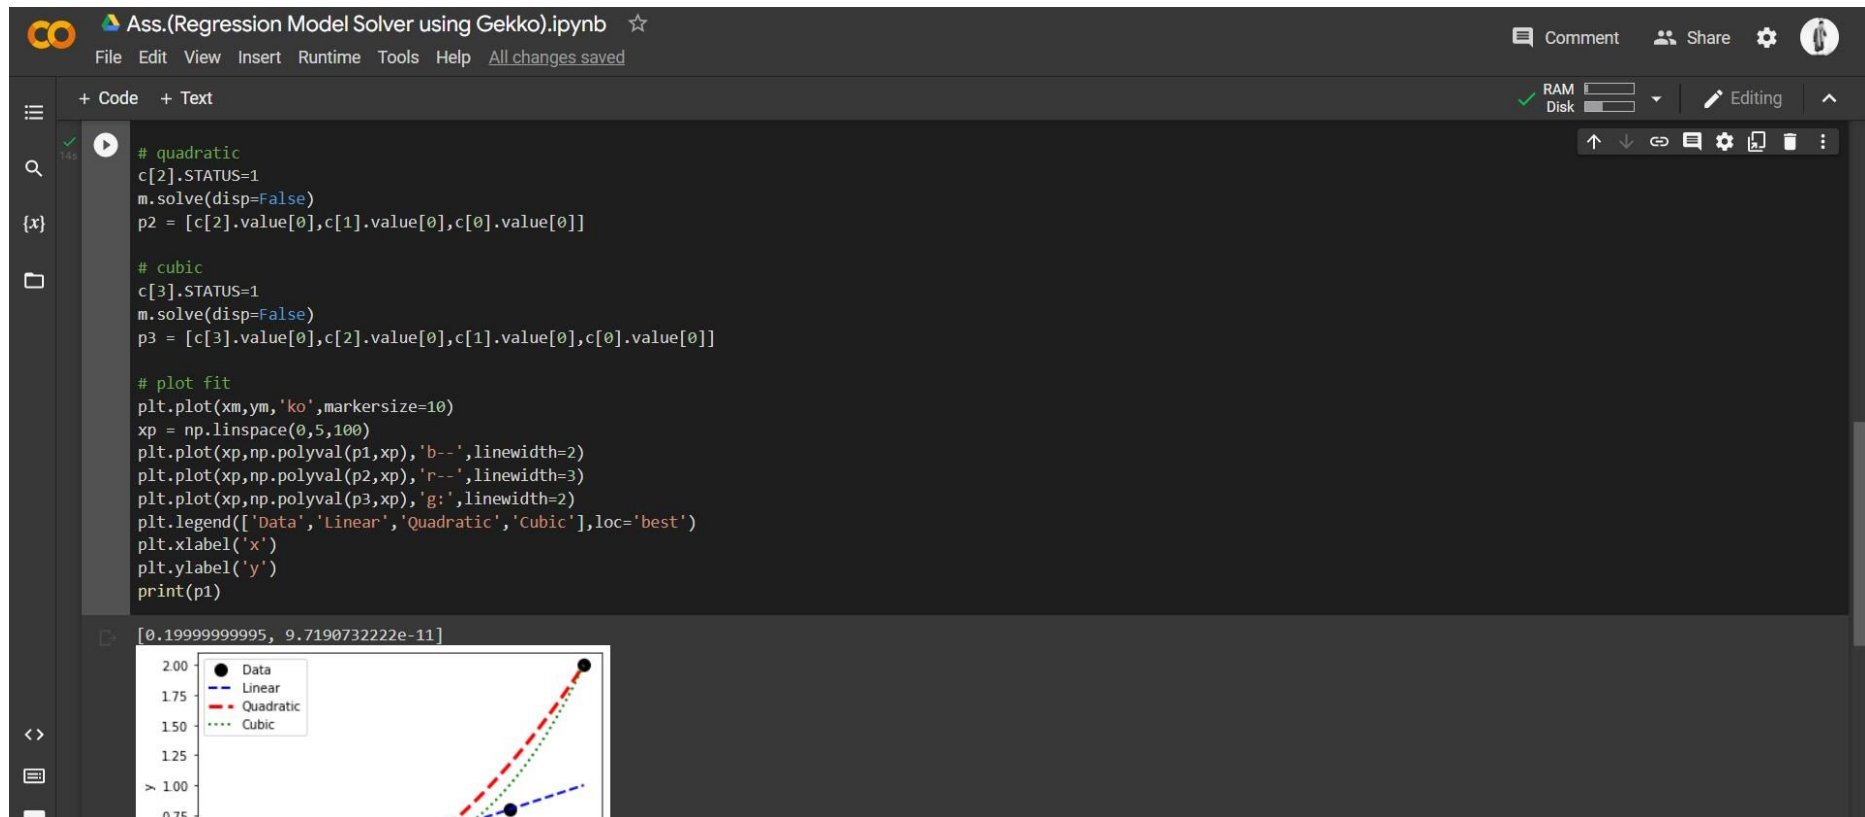 Ass.(Regression Model Solver using Gekko).ipynb
File Edit View Insert Runtime Tools Help All changes saved
Comment Share
+ Code + Text
RAM
Disk
Editing
14s
# quadratic
c[2].STATUS=1
m.solve(disp=False)
p2 = [c[2].value[0],c[1].value[0],c[0].value[0]]
# cubic
c[3].STATUS=1
m.solve(disp=False)
p3 = [c[3].value[0],c[2].value[0],c[1].value[0],c[0].value[0]]
# plot fit
plt.plot(xm,ym,'ko',markersize=10)
xp = np.linspace(0,5,100)
plt.plot(xp,np.polyval(p1,xp),'b--',linewidth=2)
plt.plot(xp,np.polyval(p2,xp),'r--',linewidth=3)
plt.plot(xp,np.polyval(p3,xp),'g:',linewidth=2)
plt.legend(['Data','Linear','Quadratic','Cubic'],loc='best')
plt.xlabel('x')
plt.ylabel('y')
print(p1)
[0.19999999995, 9.7190732222e-11]
2.00
1.75
1.50
1.25
1.00
0.75
y
Data
Linear
Quadratic
Cubic
{x}